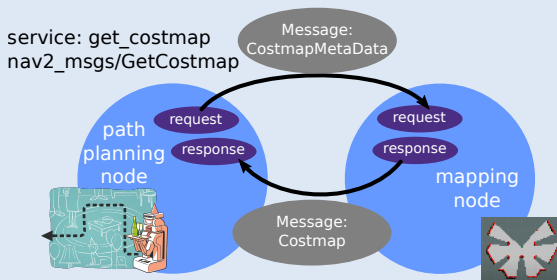 service: get_costmap
nav2_msgs/GetCostmap
Message:
CostmapMetaData
path
planning
node
request
response
request
response
mapping
node
Message:
Costmap